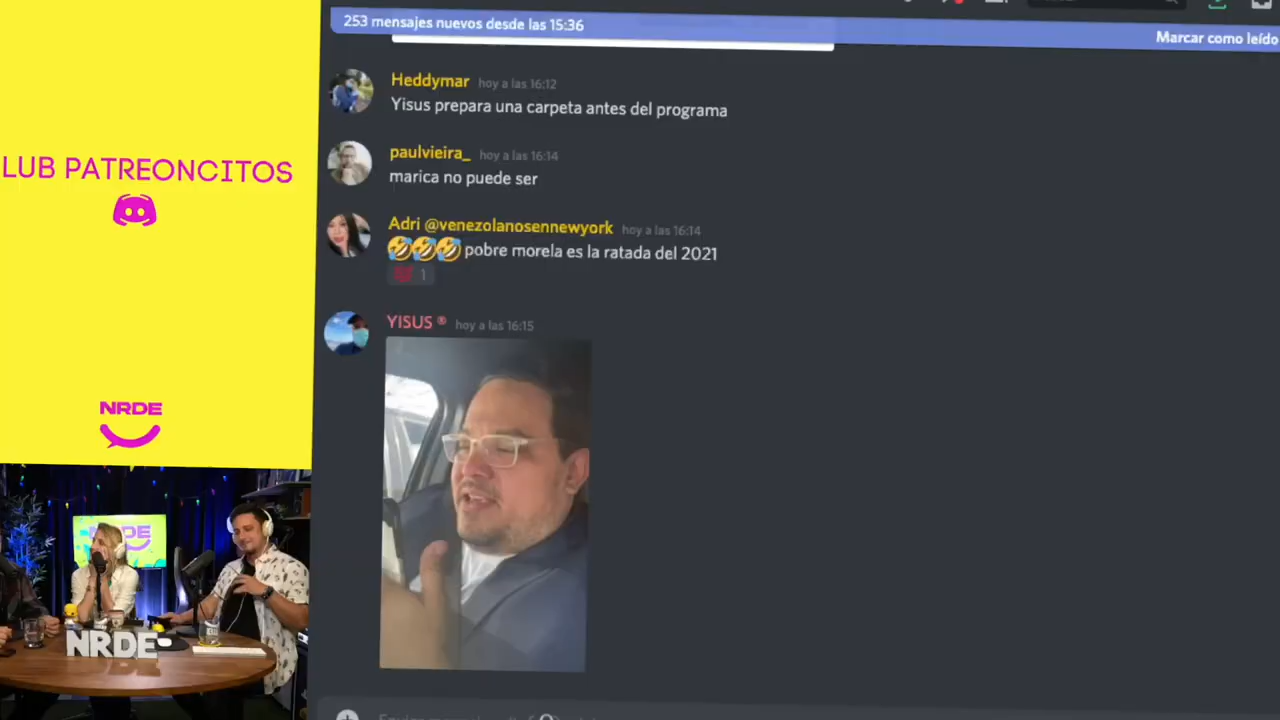 253 mensajes nuevos desde las 15:36
Marcar como leído
Heddymar hoy a las 16:12
Yisus prepara una carpeta antes del programa
paulvieira_ hoy a las 16:14
marica no puede ser
Adri @venezolanosennewyork hoy a las 16:14
🤣🤣🤣 pobre morela es la ratada del 2021
1
YISUS ® hoy a las 16:15
LUB PATREONCITOS
NRDE
NRDE
NRDE